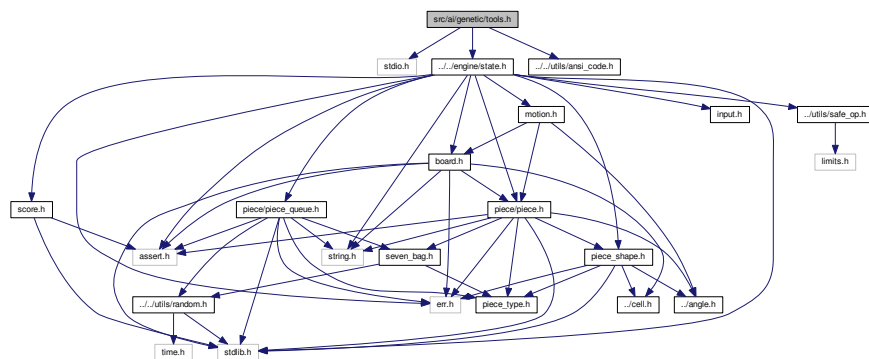 src/ai/genetic/tools.h
stdio.h
../../engine/state.h
../../utils/ansi_code.h
motion.h
input.h
../utils/safe_op.h
board.h
limits.h
score.h
piece/piece_queue.h
piece/piece.h
assert.h
string.h
seven_bag.h
piece_shape.h
../../utils/random.h
err.h
piece_type.h
../cell.h
../angle.h
time.h
stdlib.h